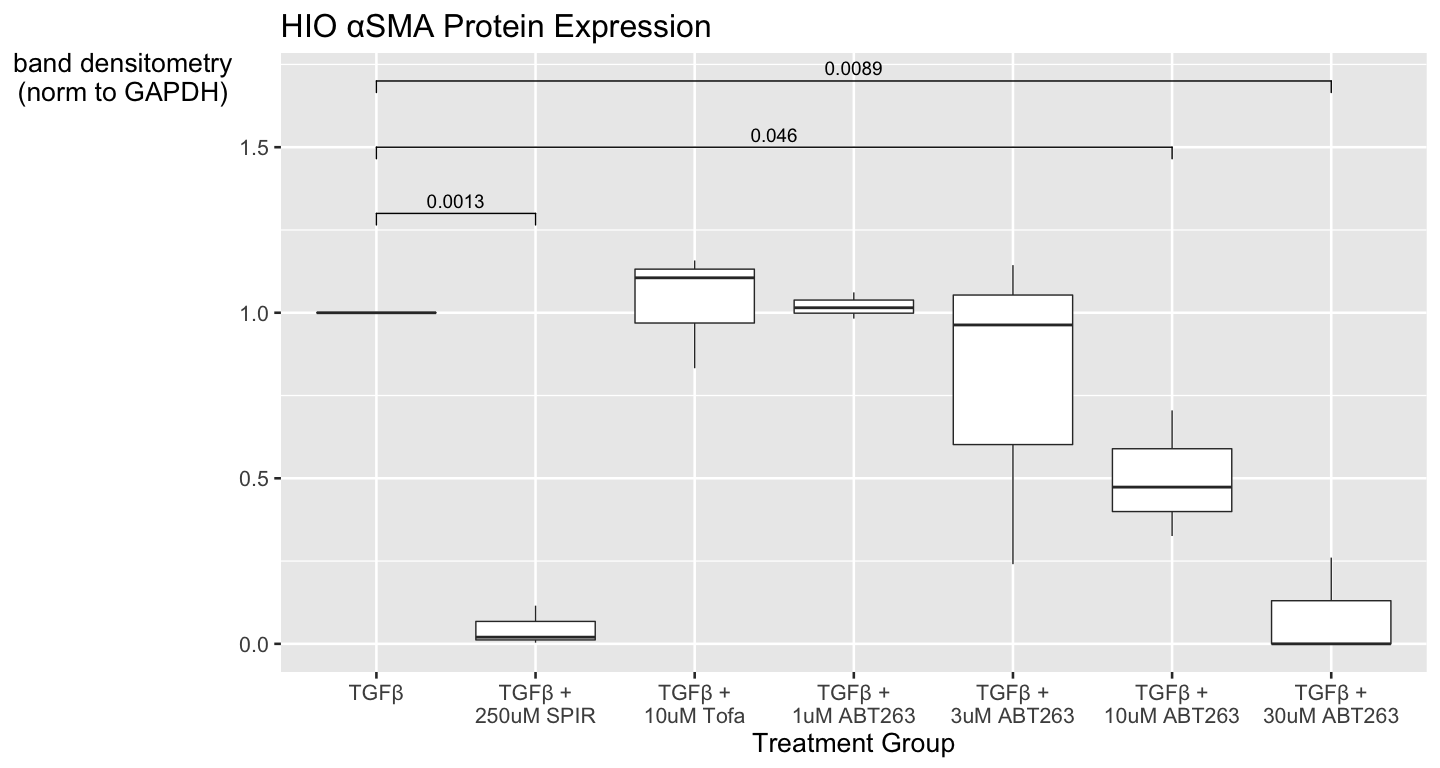 HIO αSMA Protein Expression
band densitometry
(norm to GAPDH)
0.0089
0.046
0.0013
1.5
1.0
0.5
0.0
TGFβ
TGFβ +
250uM SPIR
TGFβ +
10uM Tofa
TGFβ +
1uM ABT263
TGFβ +
3uM ABT263
TGFβ +
10uM ABT263
TGFβ +
30uM ABT263
Treatment Group